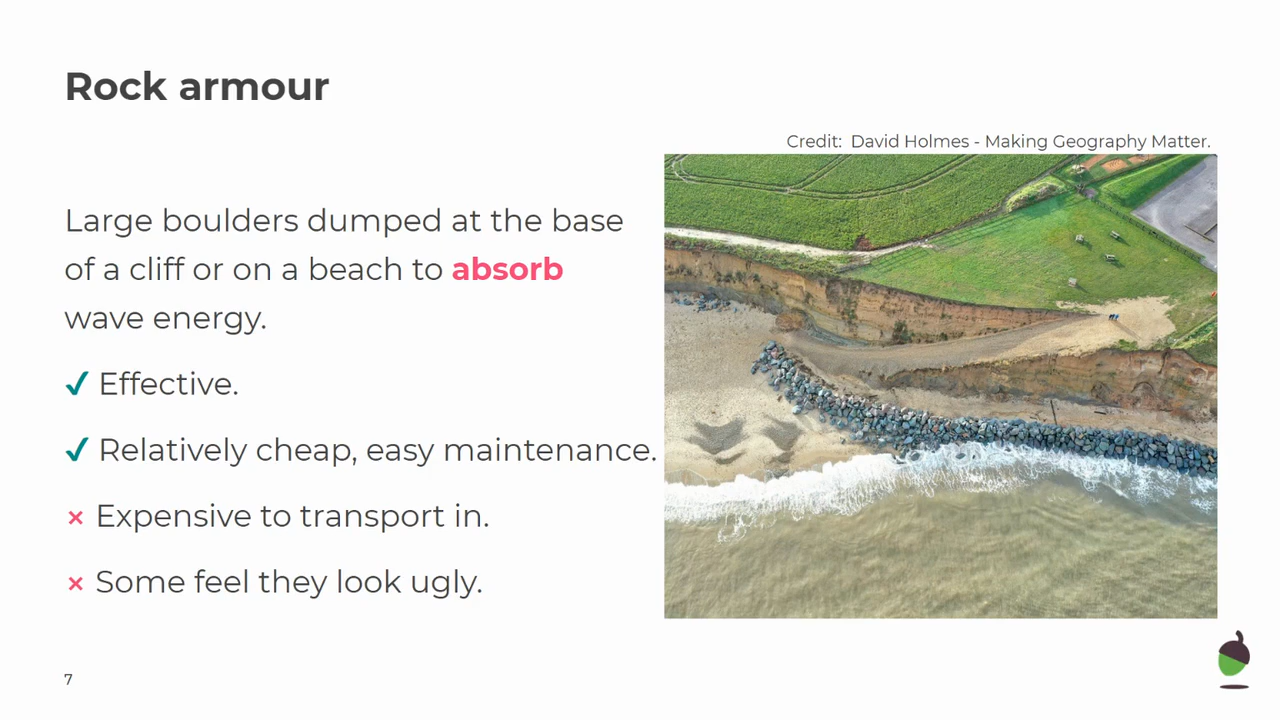 Rock armour
Credit:  David Holmes - Making Geography Matter.
Large boulders dumped at the base
of a cliff or on a beach to absorb
wave energy.
✓ Effective.
✓ Relatively cheap, easy maintenance.
× Expensive to transport in.
× Some feel they look ugly.
7